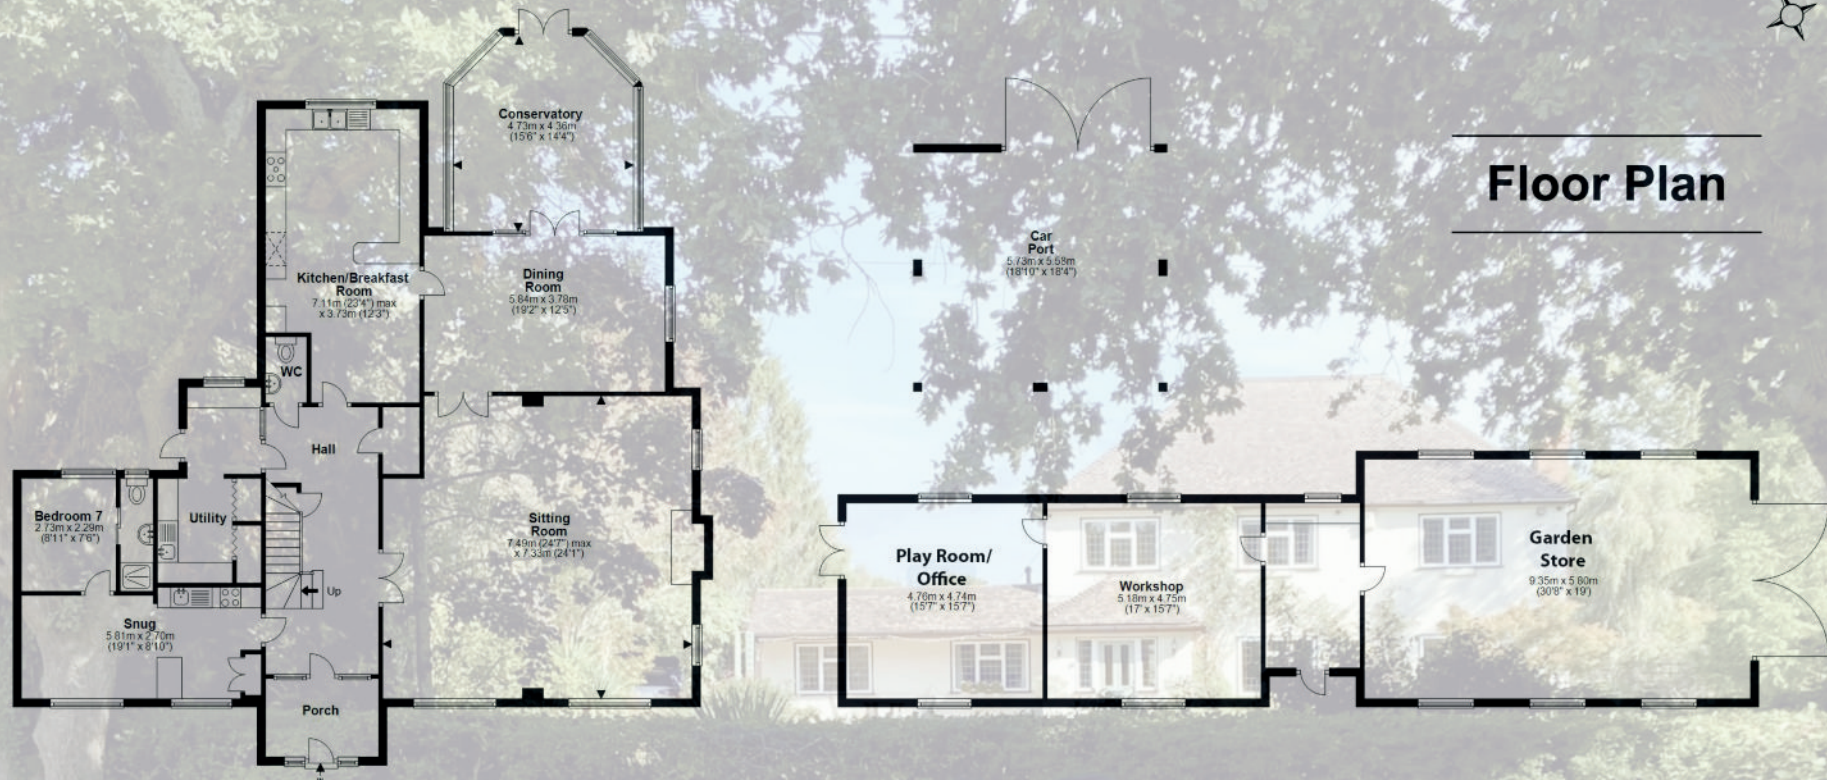 Floor Plan
Conservatory
4.73m x 4.36m
(15'6" x 14'4")
Kitchen/Breakfast
Room
7.11m (23'4") max
x 3.73m (12'3")
Dining
Room
5.84m x 3.78m
(19'2" x 12'5")
Car
Port
5.73m x 5.58m
(18'10" x 18'4")
WC
Hall
Bedroom 7
2.73m x 2.29m
(8'11" x 7'6")
Utility
Sitting
Room
7.49m (24'7") max
x 7.33m (24'1")
Up
Snug
5.81m x 2.70m
(19'1" x 8'10")
Porch
Play Room/
Office
4.76m x 4.74m
(15'7" x 15'7")
Workshop
5.18m x 4.75m
(17' x 15'7")
Garden
Store
9.35m x 5.80m
(30'8" x 19')